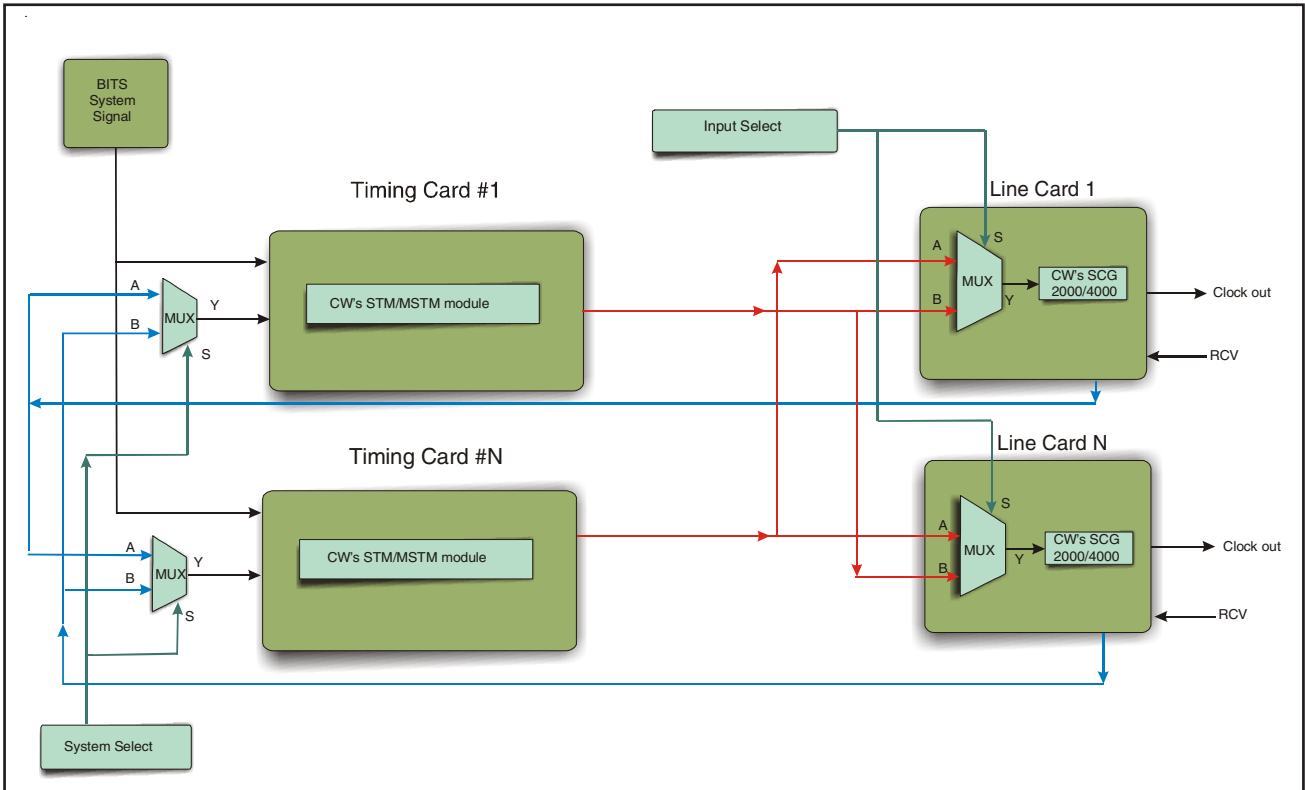 BITS
System
Signal
Input Select
Timing Card #1
Line Card 1
A
B
MUX
Y
S
CW's STM/MSTM module
A
B
S
MUX
Y
CW's SCG
2000/4000
Clock out
RCV
Timing Card #N
Line Card N
A
B
MUX
Y
S
CW's STM/MSTM module
A
B
S
MUX
Y
CW's SCG
2000/4000
Clock out
RCV
System Select